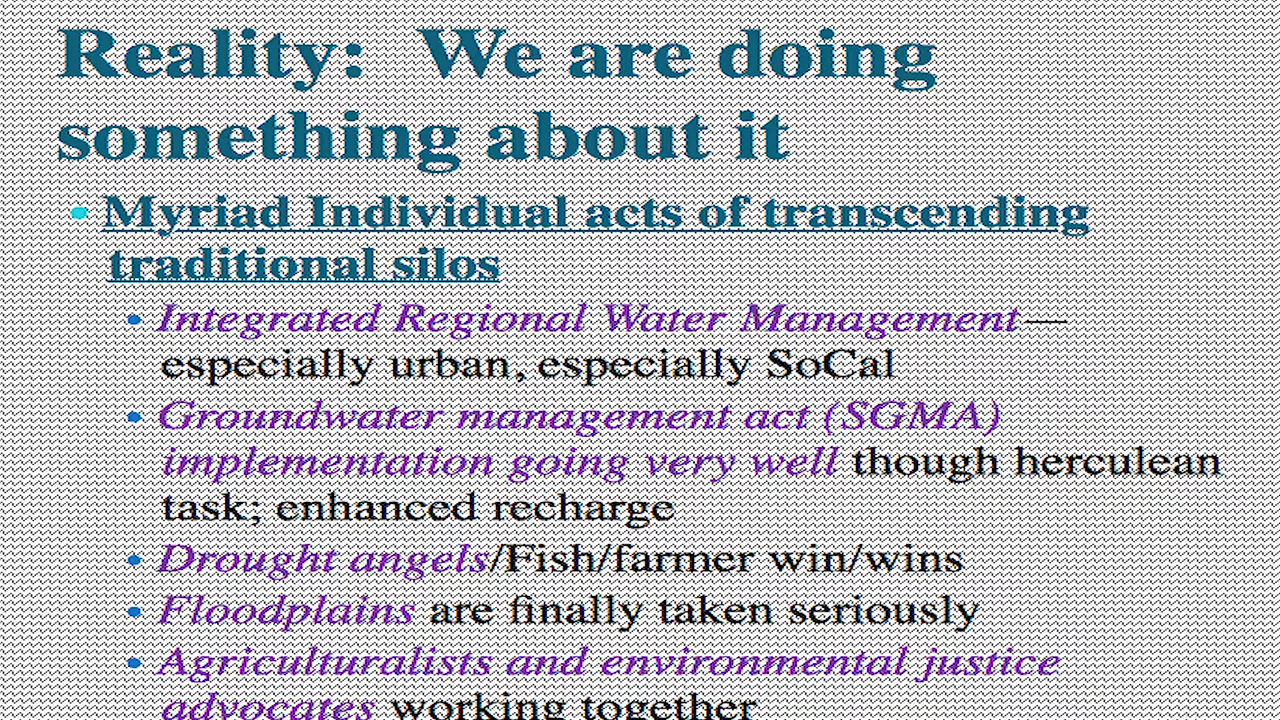 Reality:  We are doing
something about it
• Myriad Individual acts of transcending
traditional silos
• Integrated Regional Water Management—
especially urban, especially SoCal
• Groundwater management act (SGMA)
implementation going very well though herculean
task; enhanced recharge
• Drought angels/Fish/farmer win/wins
• Floodplains are finally taken seriously
• Agriculturalists and environmental justice
advocates working together